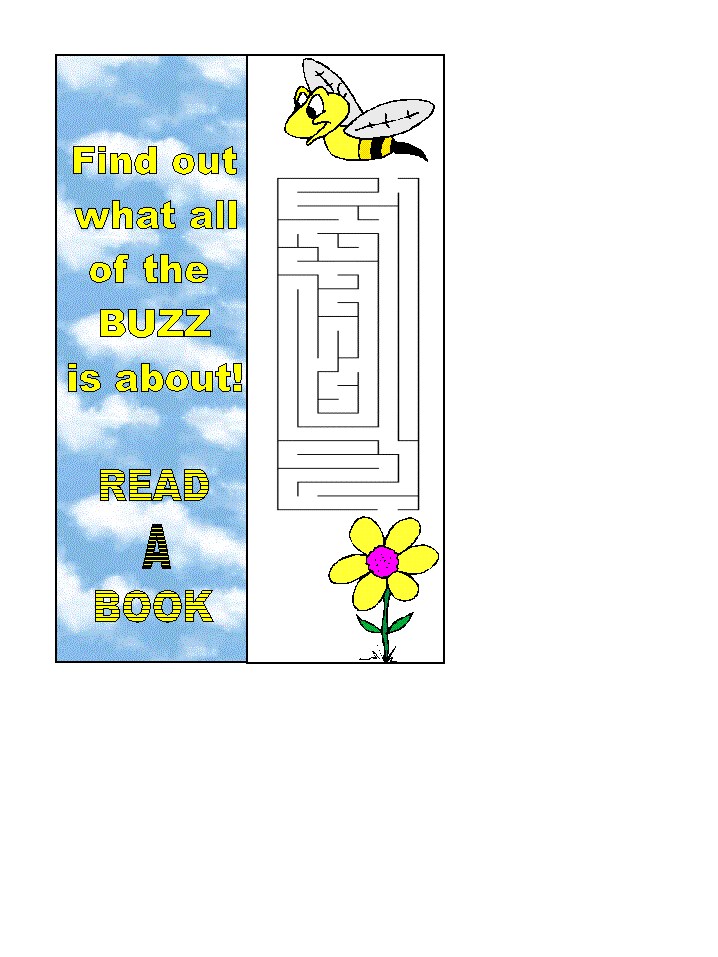 Find out
what all
of the
BUZZ
is about!
READ
A
BOOK